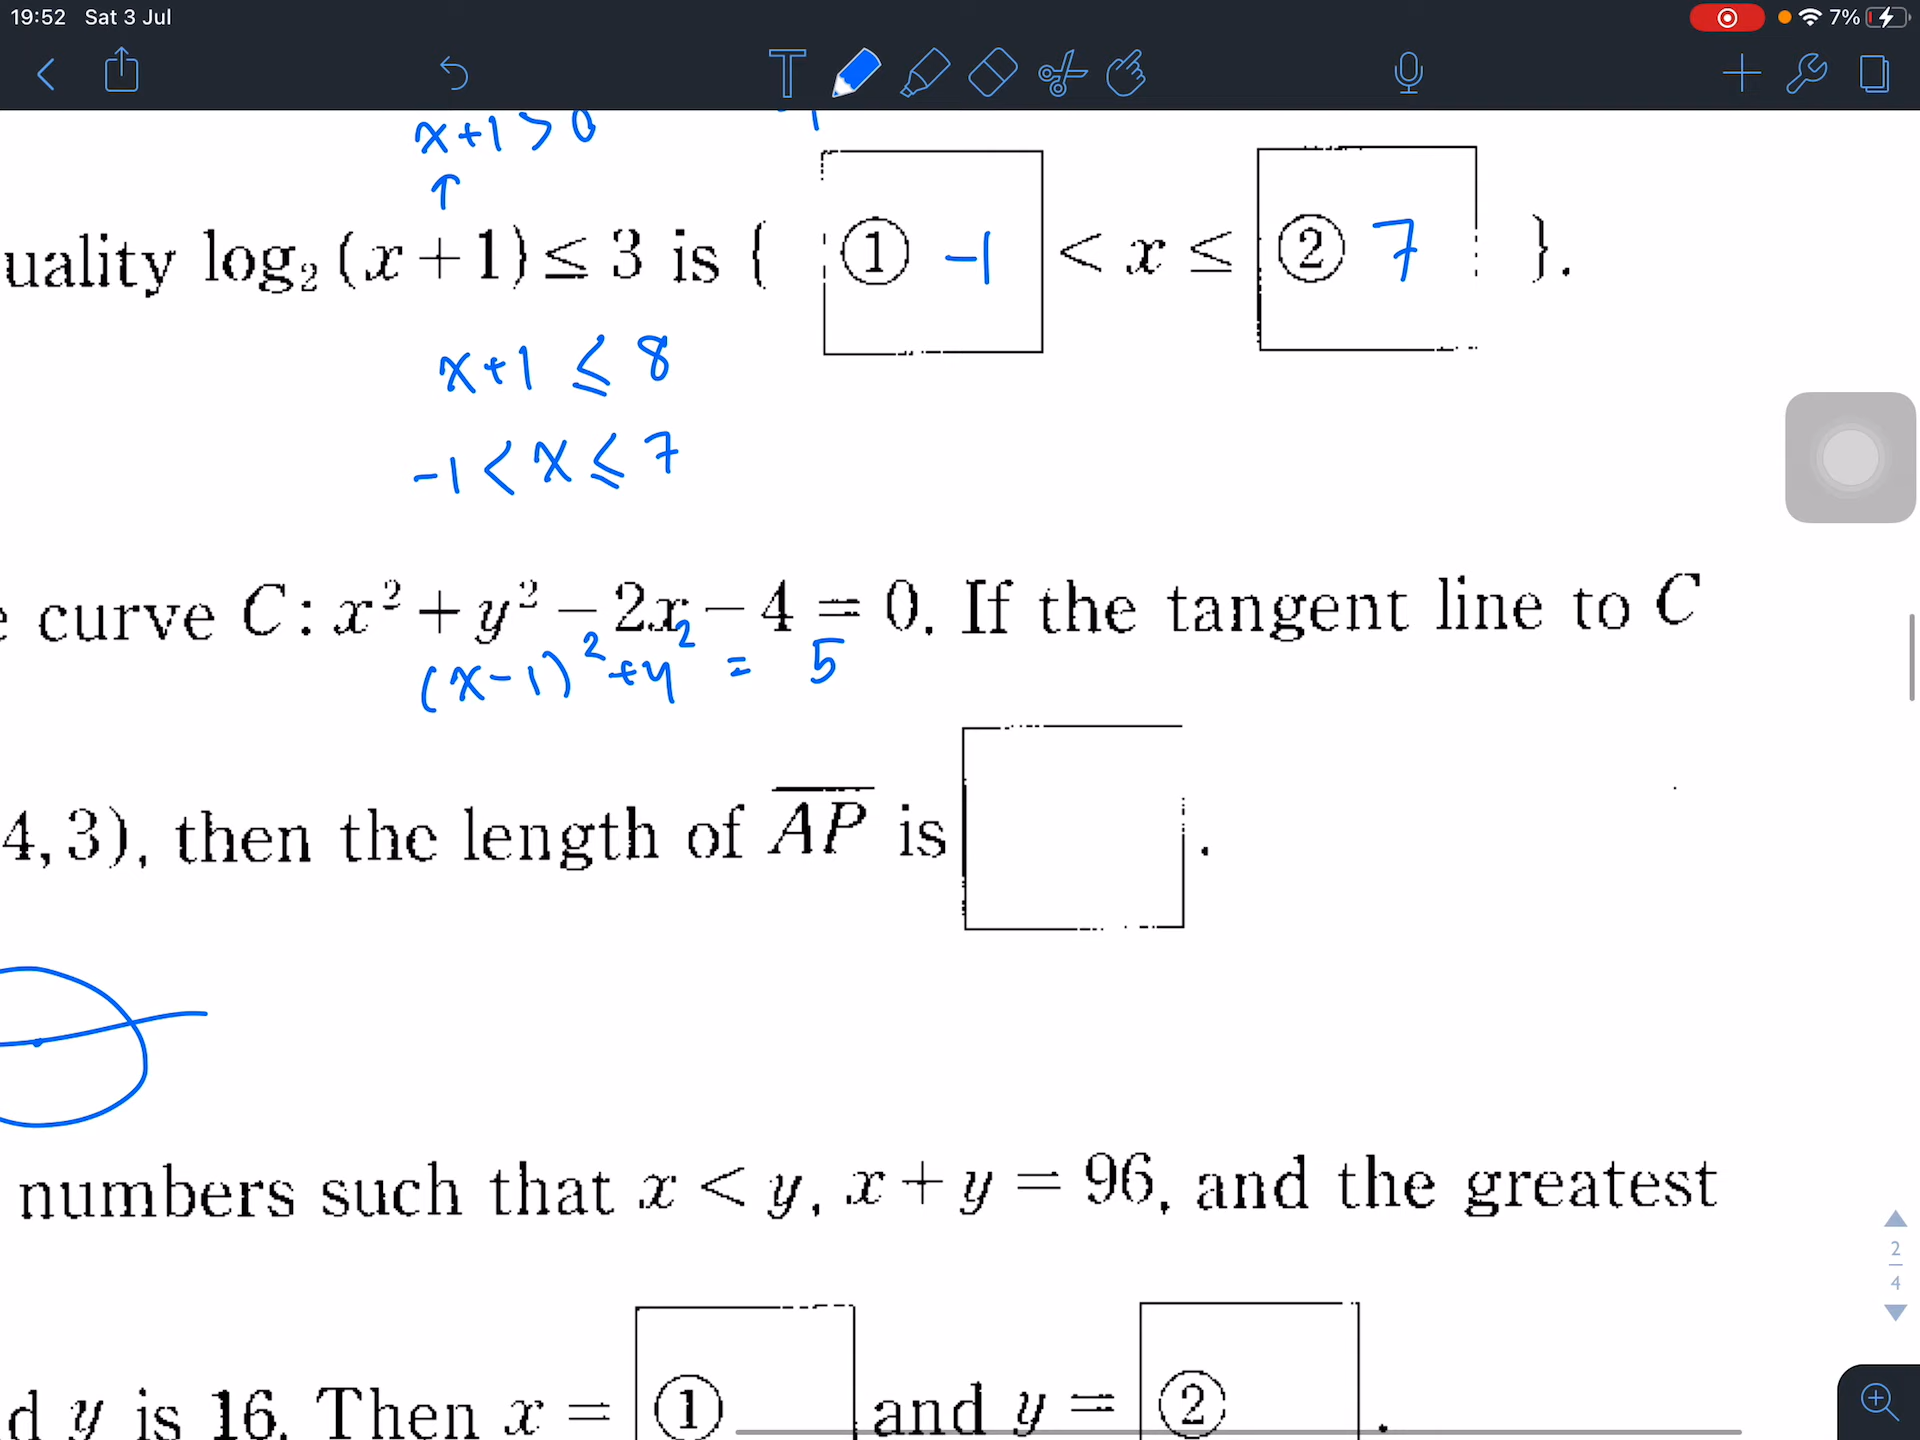 19:52 Sat 3 Jul 7%
x+1 > 0
uality log₂ (x + 1) ≤ 3 is { ① -1 < x ≤ ② 7 }.
x+1 ≤ 8
-1 < x ≤ 7
curve C : x² + y² − 2x − 4 = 0. If the tangent line to C
(x-1)² + y² = 5
4, 3), then the length of AP is .
numbers such that x < y, x + y = 96, and the greatest
2
4
d y is 16. Then x = ① and y = ② .